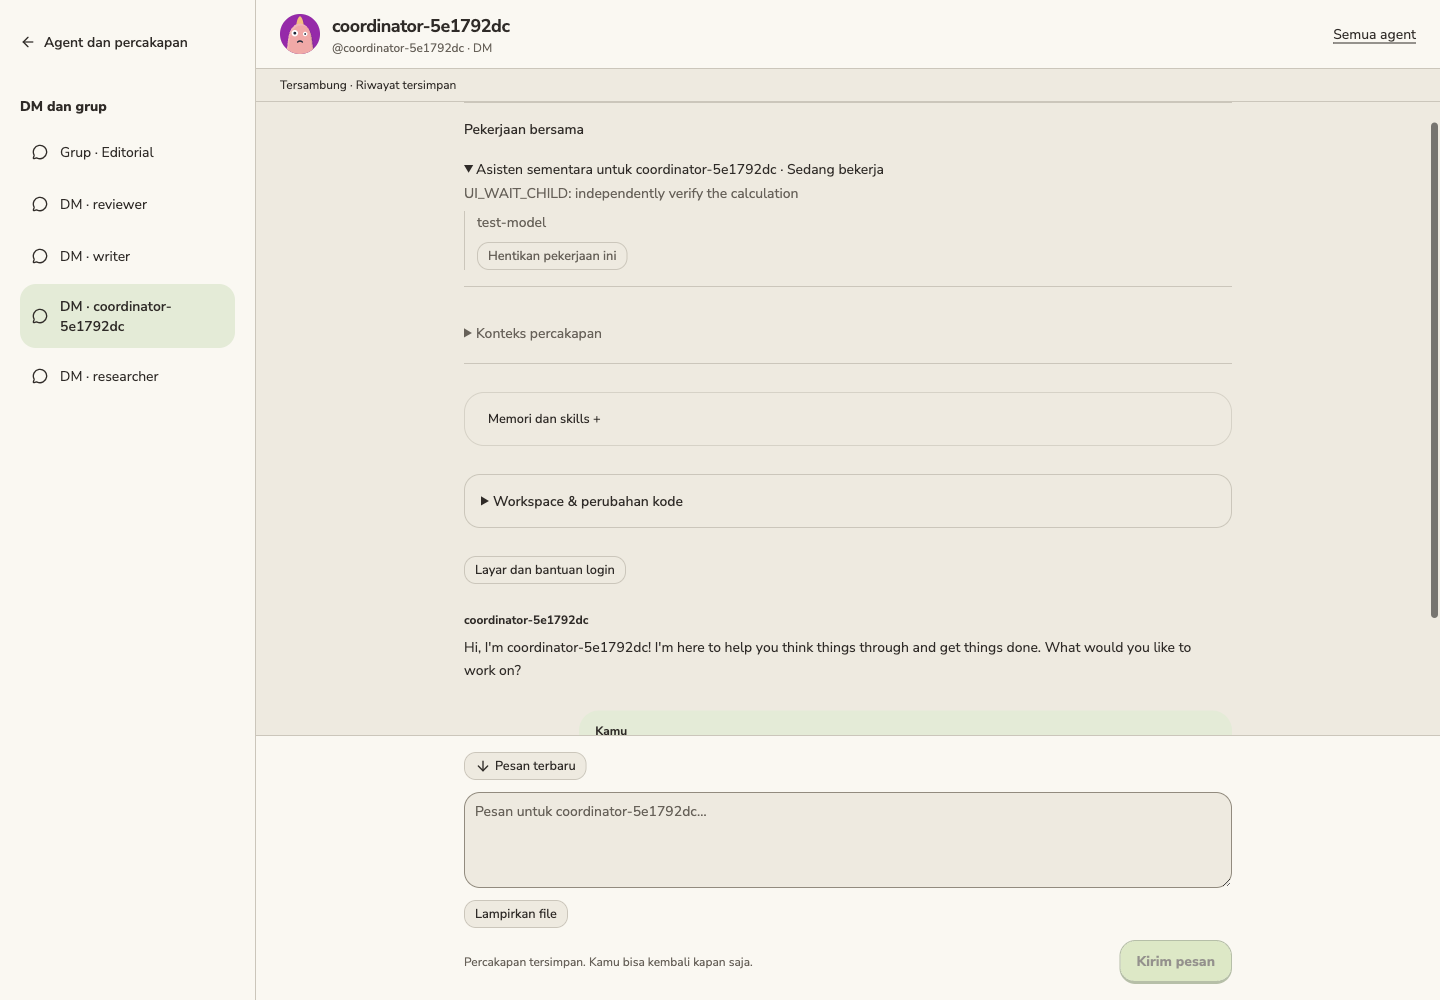 Agent dan percakapan
DM dan grup
Grup · Editorial
DM · reviewer
DM · writer
DM · coordinator-
5e1792dc
DM · researcher
coordinator-5e1792dc
@coordinator-5e1792dc · DM
Semua agent
Tersambung · Riwayat tersimpan
Pekerjaan bersama
Asisten sementara untuk coordinator-5e1792dc · Sedang bekerja
UI_WAIT_CHILD: independently verify the calculation
test-model
Hentikan pekerjaan ini
Konteks percakapan
Memori dan skills +
Workspace & perubahan kode
Layar dan bantuan login
coordinator-5e1792dc
Hi, I'm coordinator-5e1792dc! I'm here to help you think things through and get things done. What would you like to
work on?
Kamu
Pesan terbaru
Pesan untuk coordinator-5e1792dc...
Lampirkan file
Percakapan tersimpan. Kamu bisa kembali kapan saja.
Kirim pesan